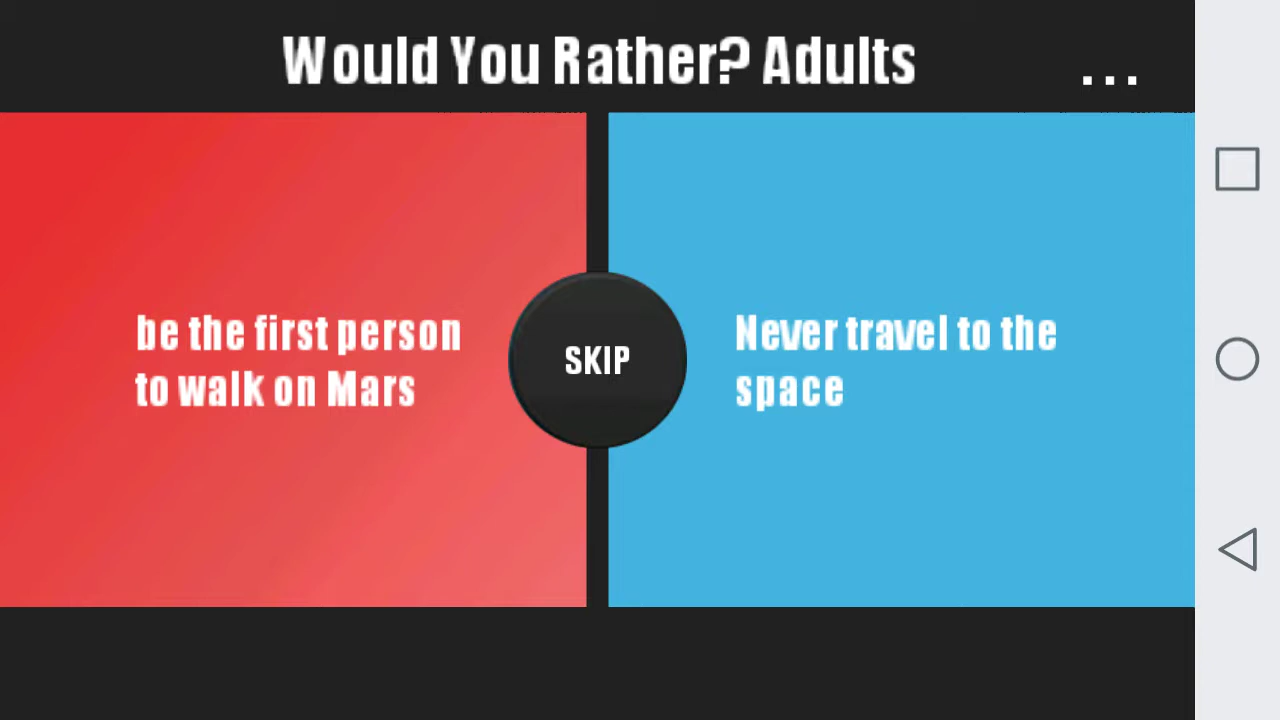 Would You Rather? Adults
...
be the first person
to walk on Mars
SKIP
Never travel to the
space